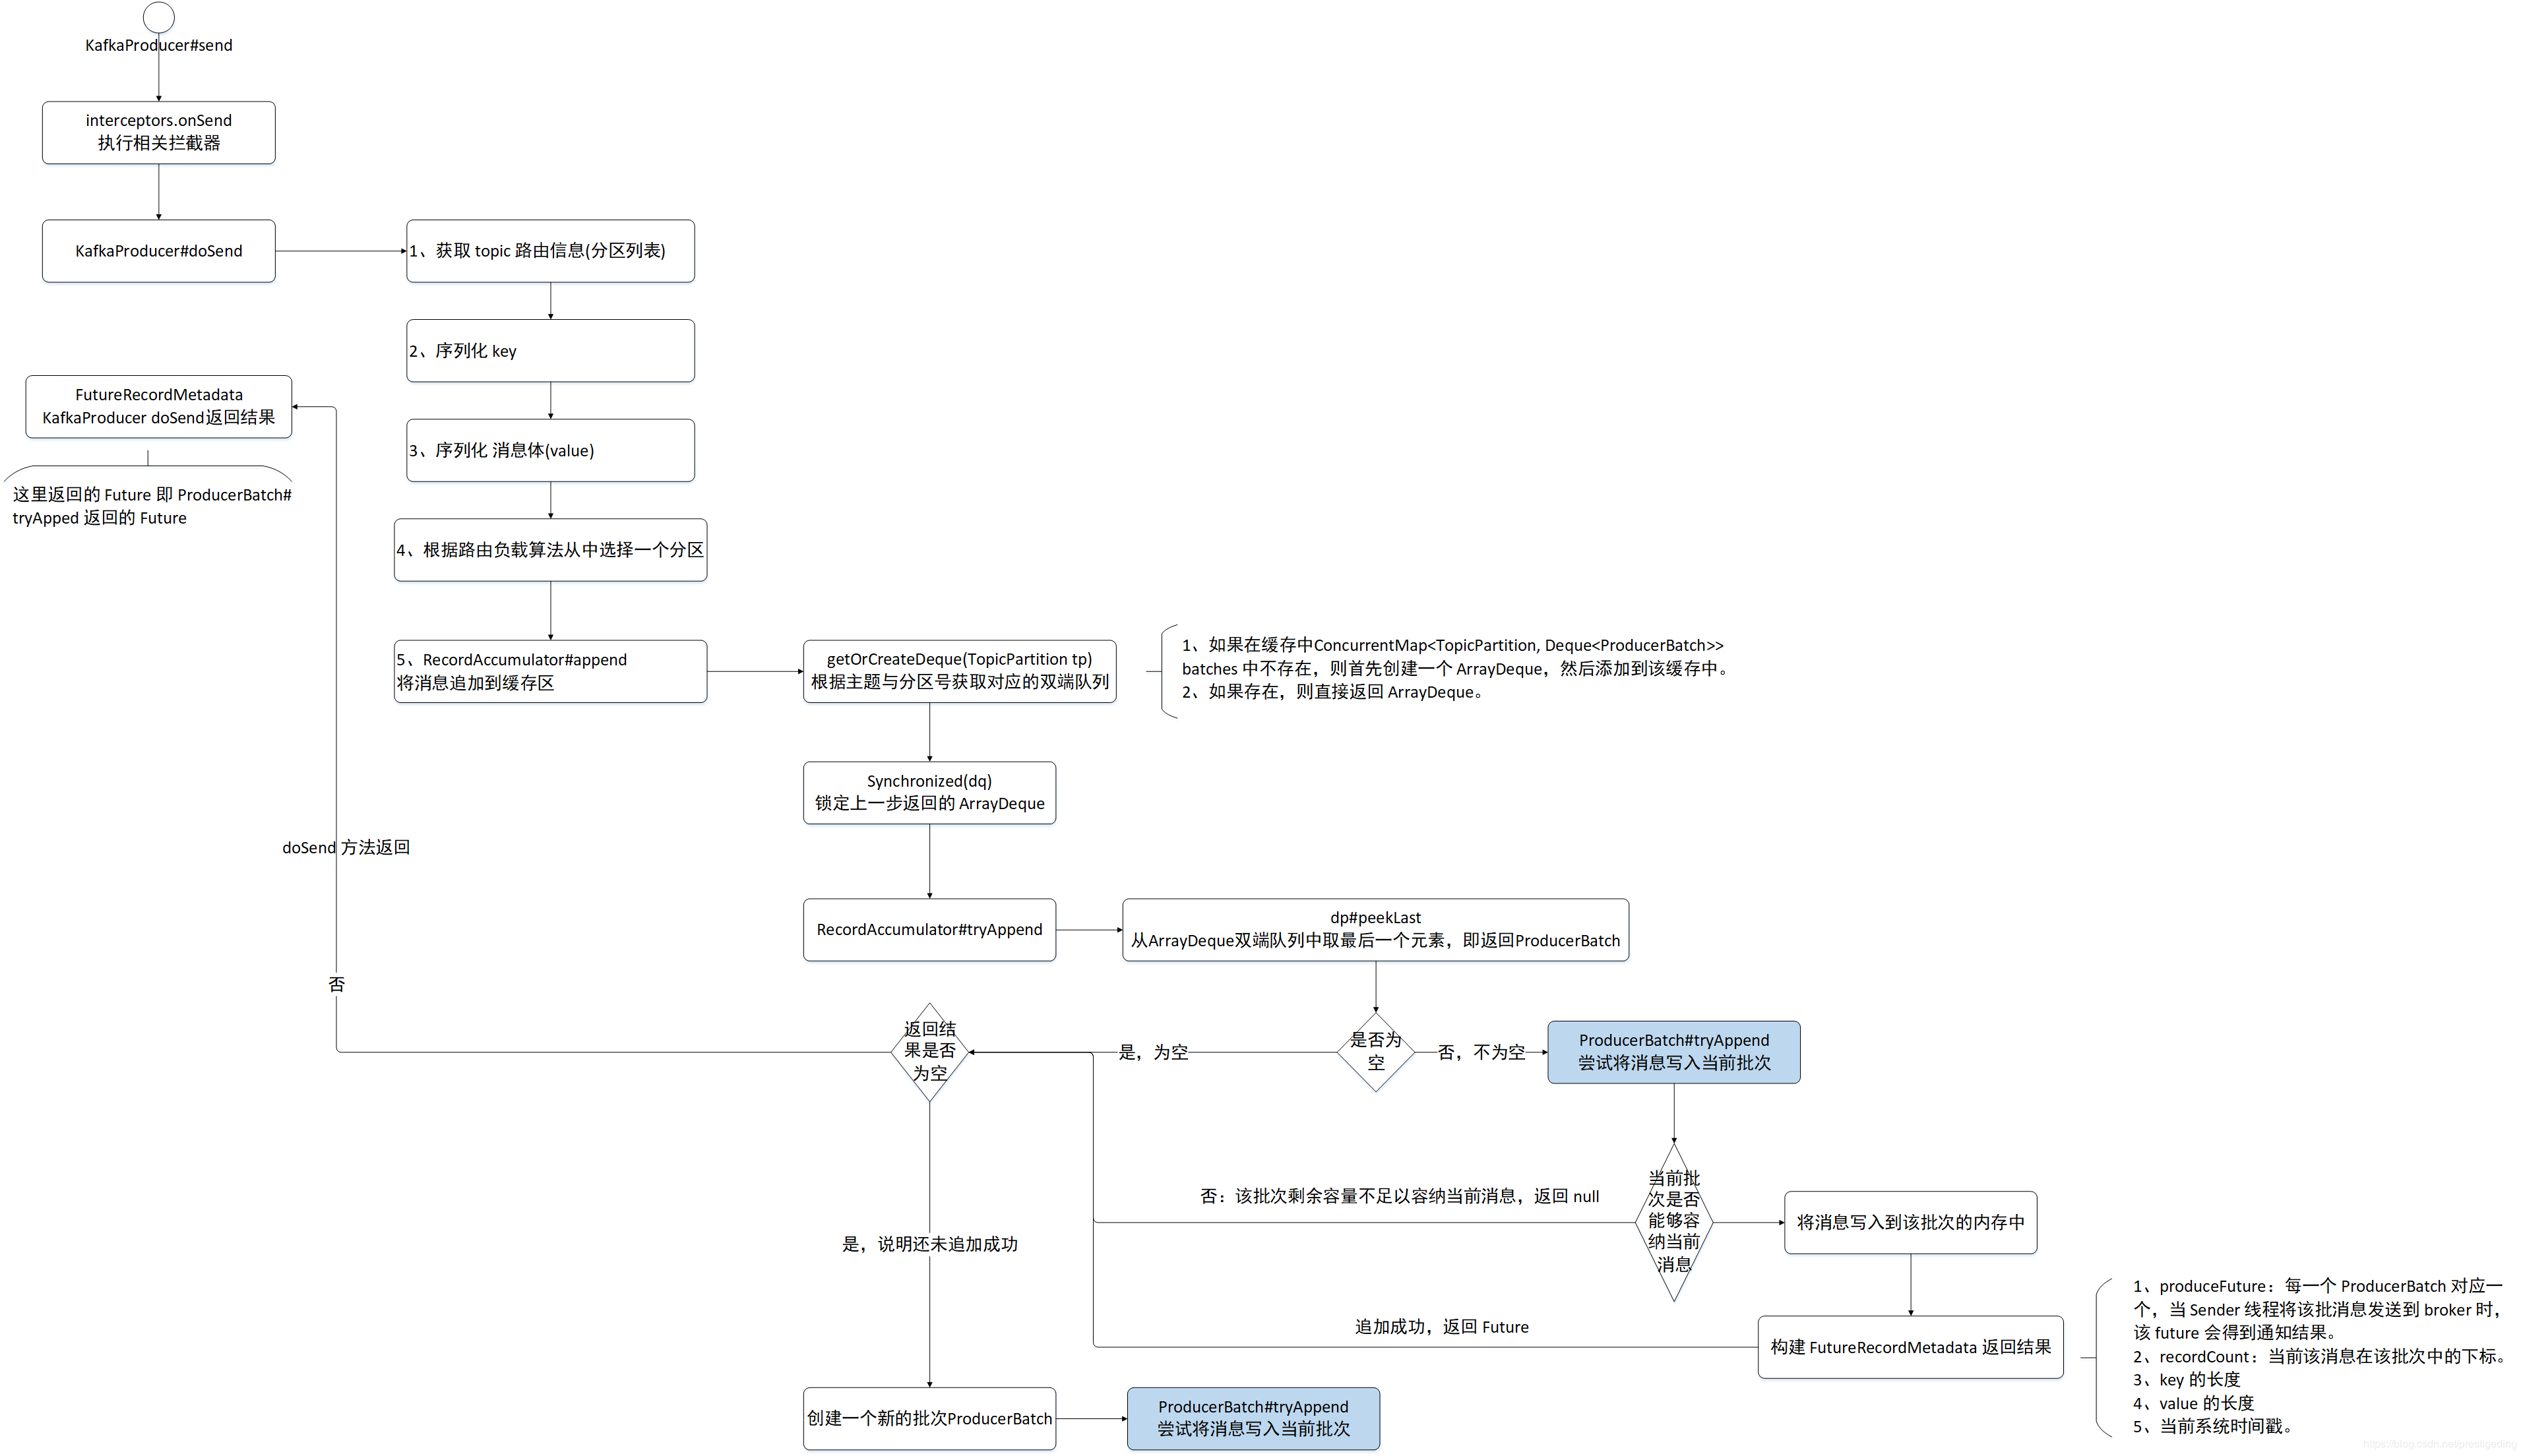 KafkaProducer#send
interceptors.onSend
执行相关拦截器
KafkaProducer#doSend
1、获取 topic 路由信息(分区列表)
2、序列化 key
3、序列化 消息体(value)
4、根据路由负载算法从中选择一个分区
5、RecordAccumulator#append
将消息追加到缓存区
FutureRecordMetadata
KafkaProducer doSend返回结果
这里返回的 Future 即 ProducerBatch#
tryApped 返回的 Future
getOrCreateDeque(TopicPartition tp)
根据主题与分区号获取对应的双端队列
1、如果在缓存中ConcurrentMap<TopicPartition, Deque<ProducerBatch>>
batches 中不存在，则首先创建一个 ArrayDeque，然后添加到该缓存中。
2、如果存在，则直接返回 ArrayDeque。
Synchronized(dq)
锁定上一步返回的 ArrayDeque
doSend 方法返回
RecordAccumulator#tryAppend
dp#peekLast
从ArrayDeque双端队列中取最后一个元素，即返回ProducerBatch
否
返回结
果是否
为空
是，为空
是否为
空
否，不为空
ProducerBatch#tryAppend
尝试将消息写入当前批次
否：该批次剩余容量不足以容纳当前消息，返回 null
当前批
次是否
能够容
纳当前
消息
将消息写入到该批次的内存中
是，说明还未追加成功
追加成功，返回 Future
构建 FutureRecordMetadata 返回结果
1、produceFuture：每一个 ProducerBatch 对应一
个，当 Sender 线程将该批消息发送到 broker 时，
该 future 会得到通知结果。
2、recordCount：当前该消息在该批次中的下标。
3、key 的长度
4、value 的长度
5、当前系统时间戳。
创建一个新的批次ProducerBatch
ProducerBatch#tryAppend
尝试将消息写入当前批次
https://blog.csdn.net/prestigeding